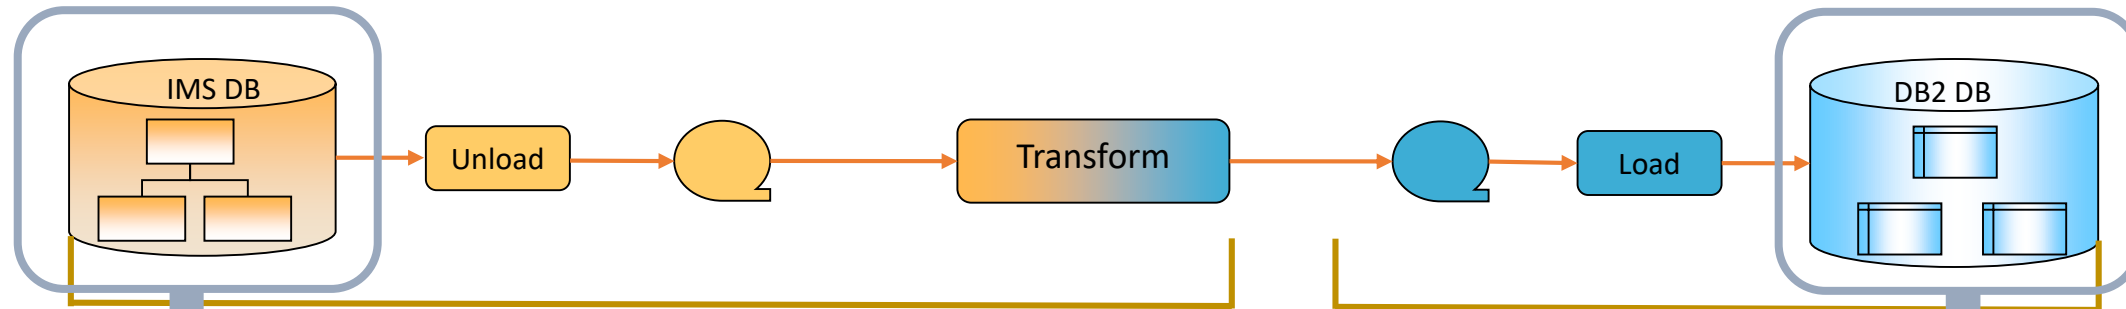 IMS DB
Unload
Transform
Load
DB2 DB